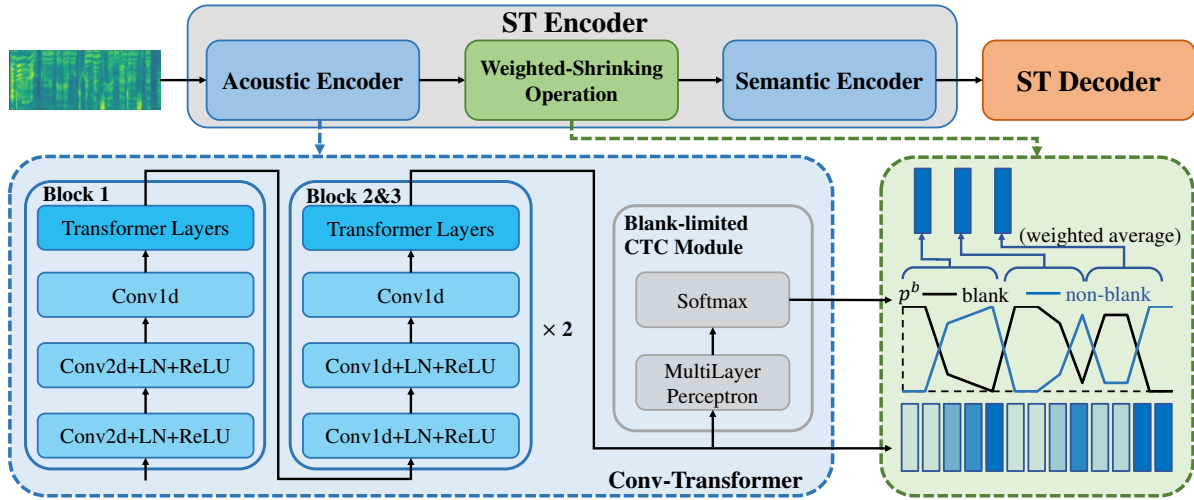 ST Encoder
Acoustic Encoder
Weighted-Shrinking
Operation
Semantic Encoder
ST Decoder
Block 1
Transformer Layers
Conv1d
Conv2d+LN+ReLU
Conv2d+LN+ReLU
Block 2&3
Transformer Layers
Conv1d
Conv1d+LN+ReLU
Conv1d+LN+ReLU
× 2
Blank-limited
CTC Module
Softmax
MultiLayer
Perceptron
Conv-Transformer
(weighted average)
p^b
blank
non-blank